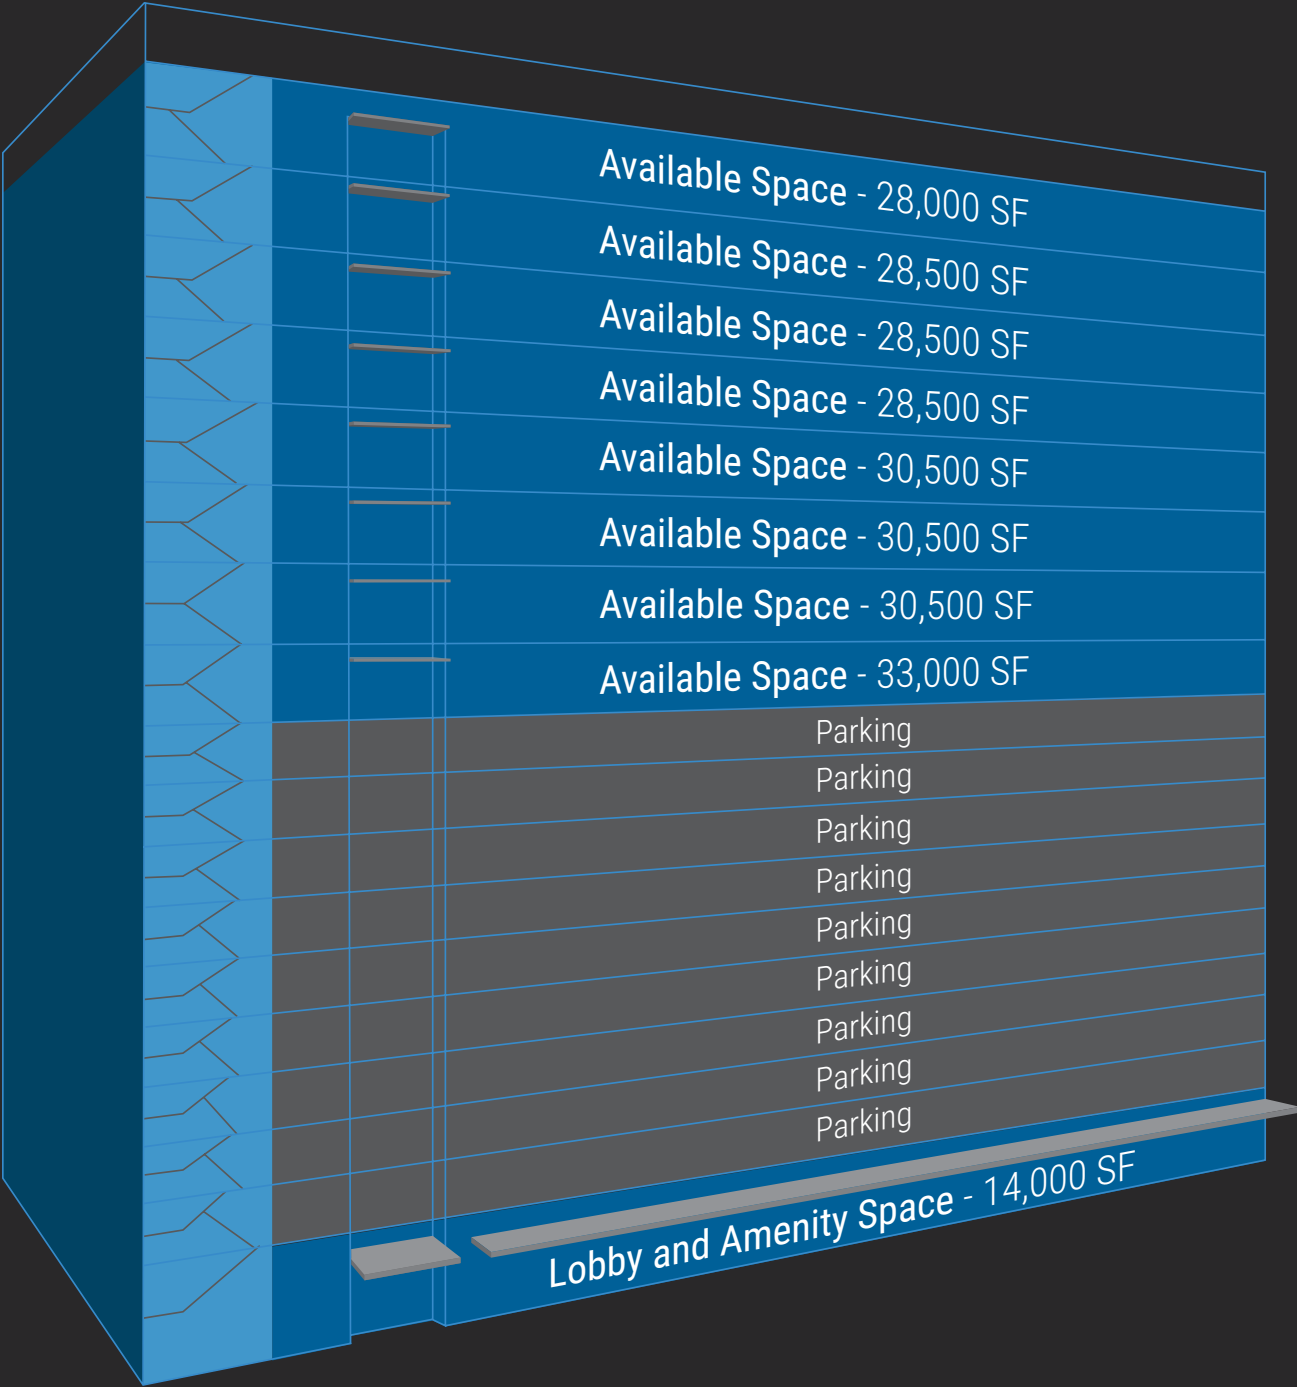 Available Space - 28,000 SF
Available Space - 28,500 SF
Available Space - 28,500 SF
Available Space - 28,500 SF
Available Space - 30,500 SF
Available Space - 30,500 SF
Available Space - 30,500 SF
Available Space - 33,000 SF
Parking
Parking
Parking
Parking
Parking
Parking
Parking
Parking
Parking
Lobby and Amenity Space - 14,000 SF